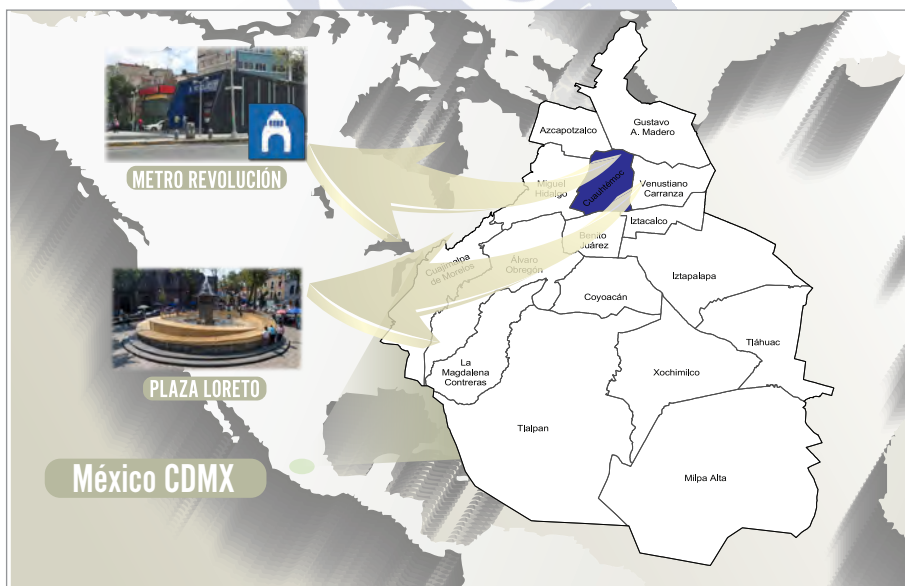 METRO REVOLUCIÓN
PLAZA LORETO
México CDMX
Gustavo
A. Madero
Azcapotzalco
Miguel
Hidalgo
Cuauhtémoc
Venustiano
Carranza
Iztacalco
Benito
Juárez
Cuajimalpa
de Morelos
Álvaro
Obregón
Iztapalapa
Coyoacán
Tláhuac
La
Magdalena
Contreras
Xochimilco
Tlalpan
Milpa Alta